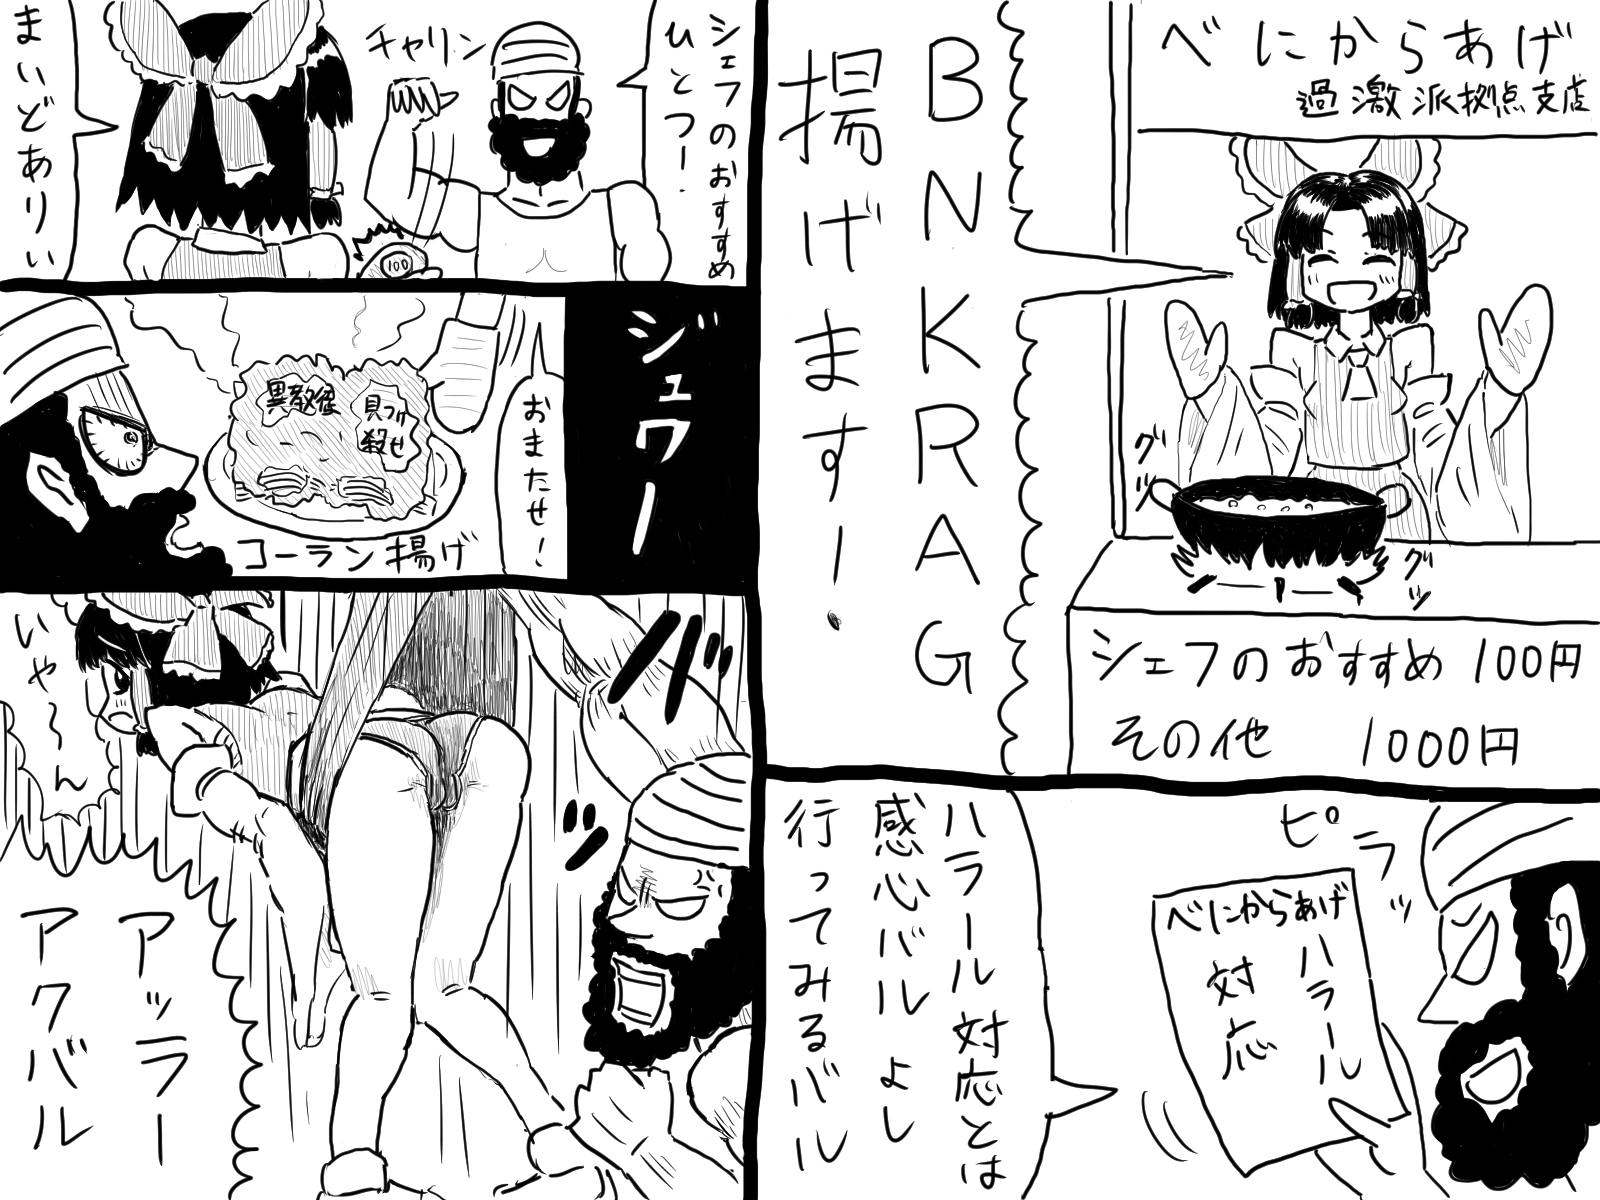 べにからあげ
過激派拠点支店
BNKRAG
揚げます!
グッ
グッ
シェフのおすすめ 100円
その他 1000円
ピラッ
べにからあげ
ハラール
対応
ハラール対応とは
感心バル よし
行ってみるバル
シェフのおすすめ
ひとつー!
チャリン
100
まいどありぃ
ジュワー
おまたせ!
異教徒
見つけ
殺せ
コーラン揚げ
ガバッ
いや〜ん
アッラー
アクバル